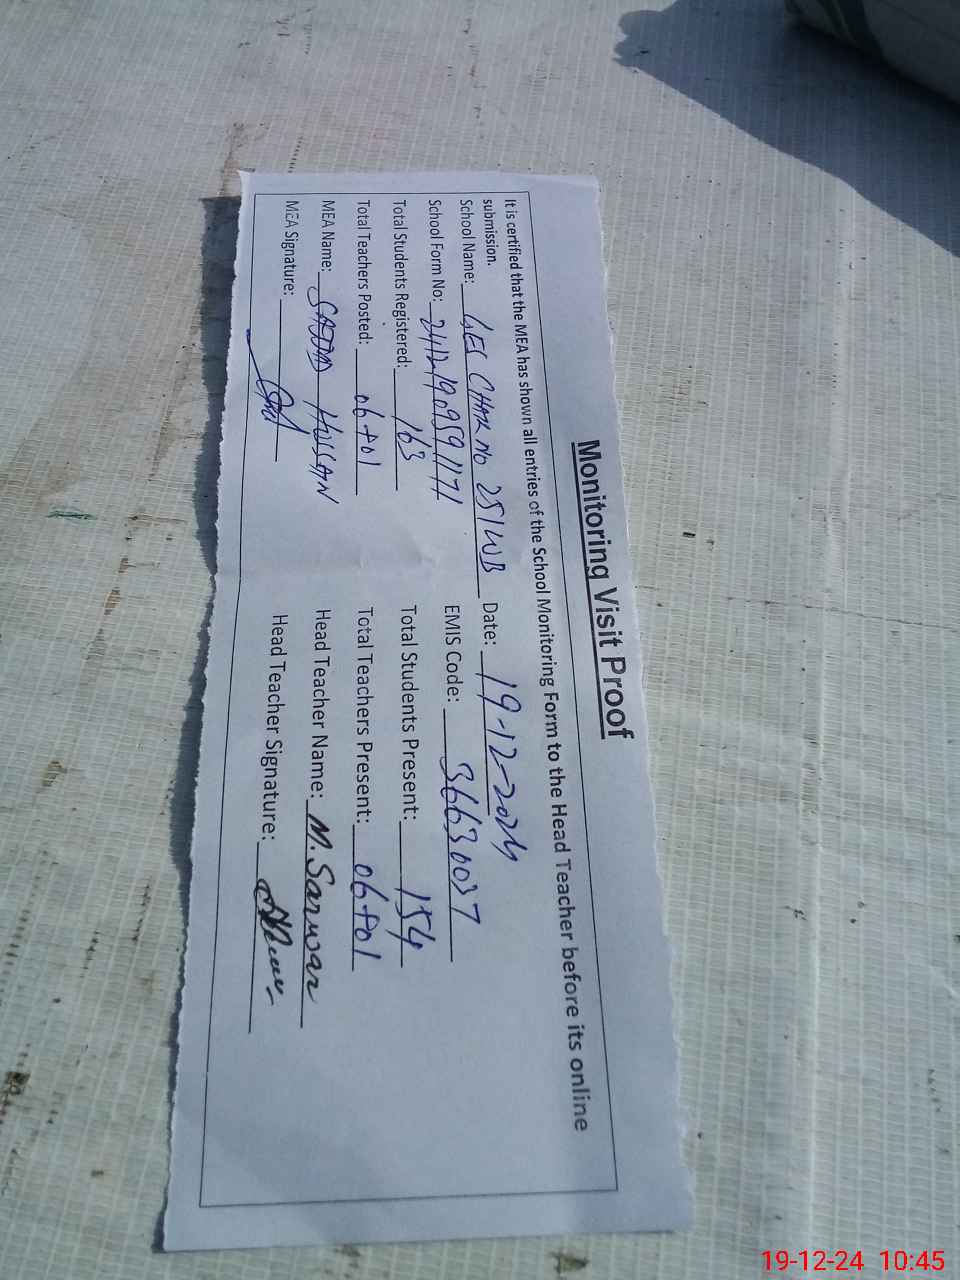 Monitoring Visit Proof
It is certified that the MEA has shown all entries of the School Monitoring Form to the Head Teacher before its online
submission.
School Name: GES CHAK NO 251WB Date: 19-12-2024
School Form No: 24121909591171 EMIS Code: 36630037
Total Students Registered: 163 Total Students Present: 154
Total Teachers Posted: 06+01 Total Teachers Present: 06+01
MEA Name: SAJJAD HUSSAIN Head Teacher Name: M. Sarwar
MEA Signature: Head Teacher Signature:
19-12-24 10:45